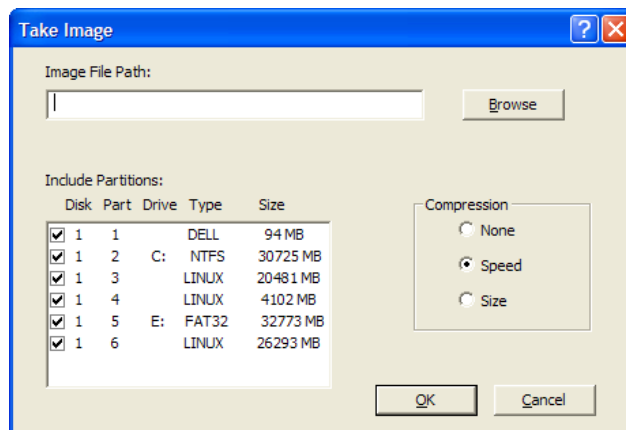 Take Image
Image File Path:
Browse
Include Partitions:
Disk Part Drive Type Size
1 1 DELL 94 MB
1 2 C: NTFS 30725 MB
1 3 LINUX 20481 MB
1 4 LINUX 4102 MB
1 5 E: FAT32 32773 MB
1 6 LINUX 26293 MB
Compression
None
Speed
Size
OK
Cancel